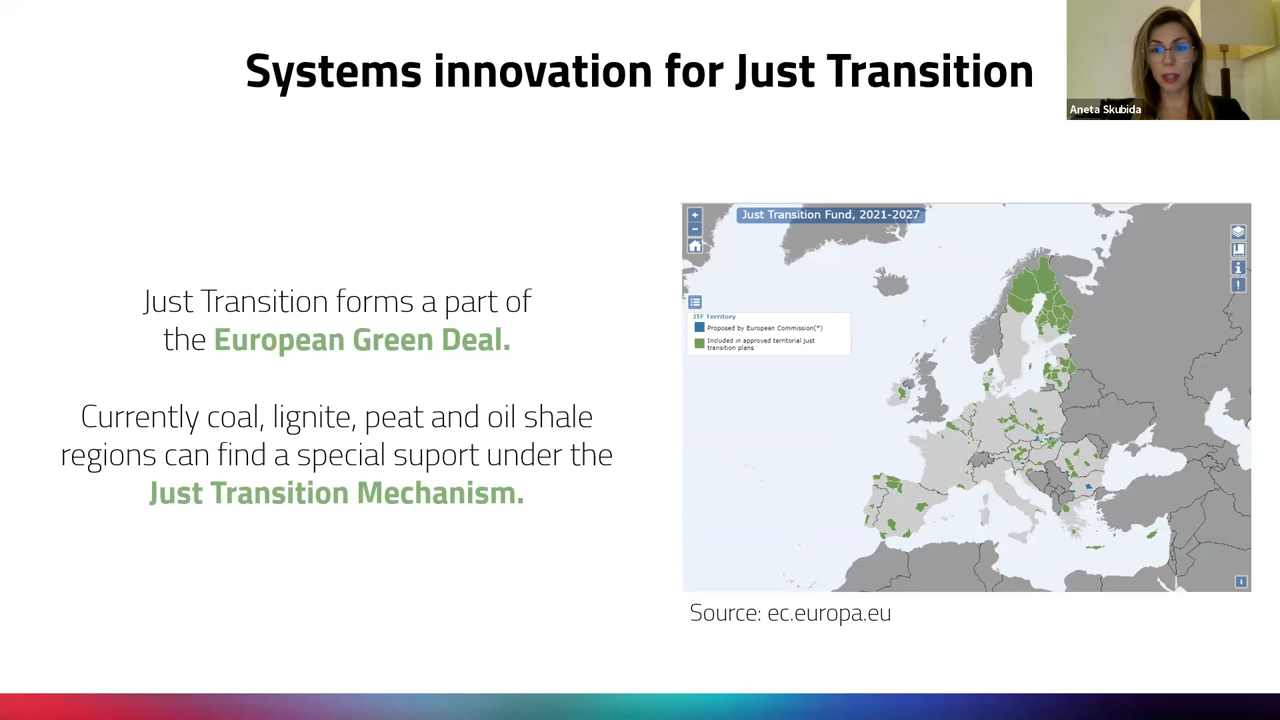 Systems innovation for Just Transition
Aneta Skubida
Just Transition forms a part of
the European Green Deal.
Currently coal, lignite, peat and oil shale
regions can find a special suport under the
Just Transition Mechanism.
Just Transition Fund, 2021-2027
JTF Territory
Proposed by European Commission(*)
Included in approved territorial just
transition plans
Source: ec.europa.eu